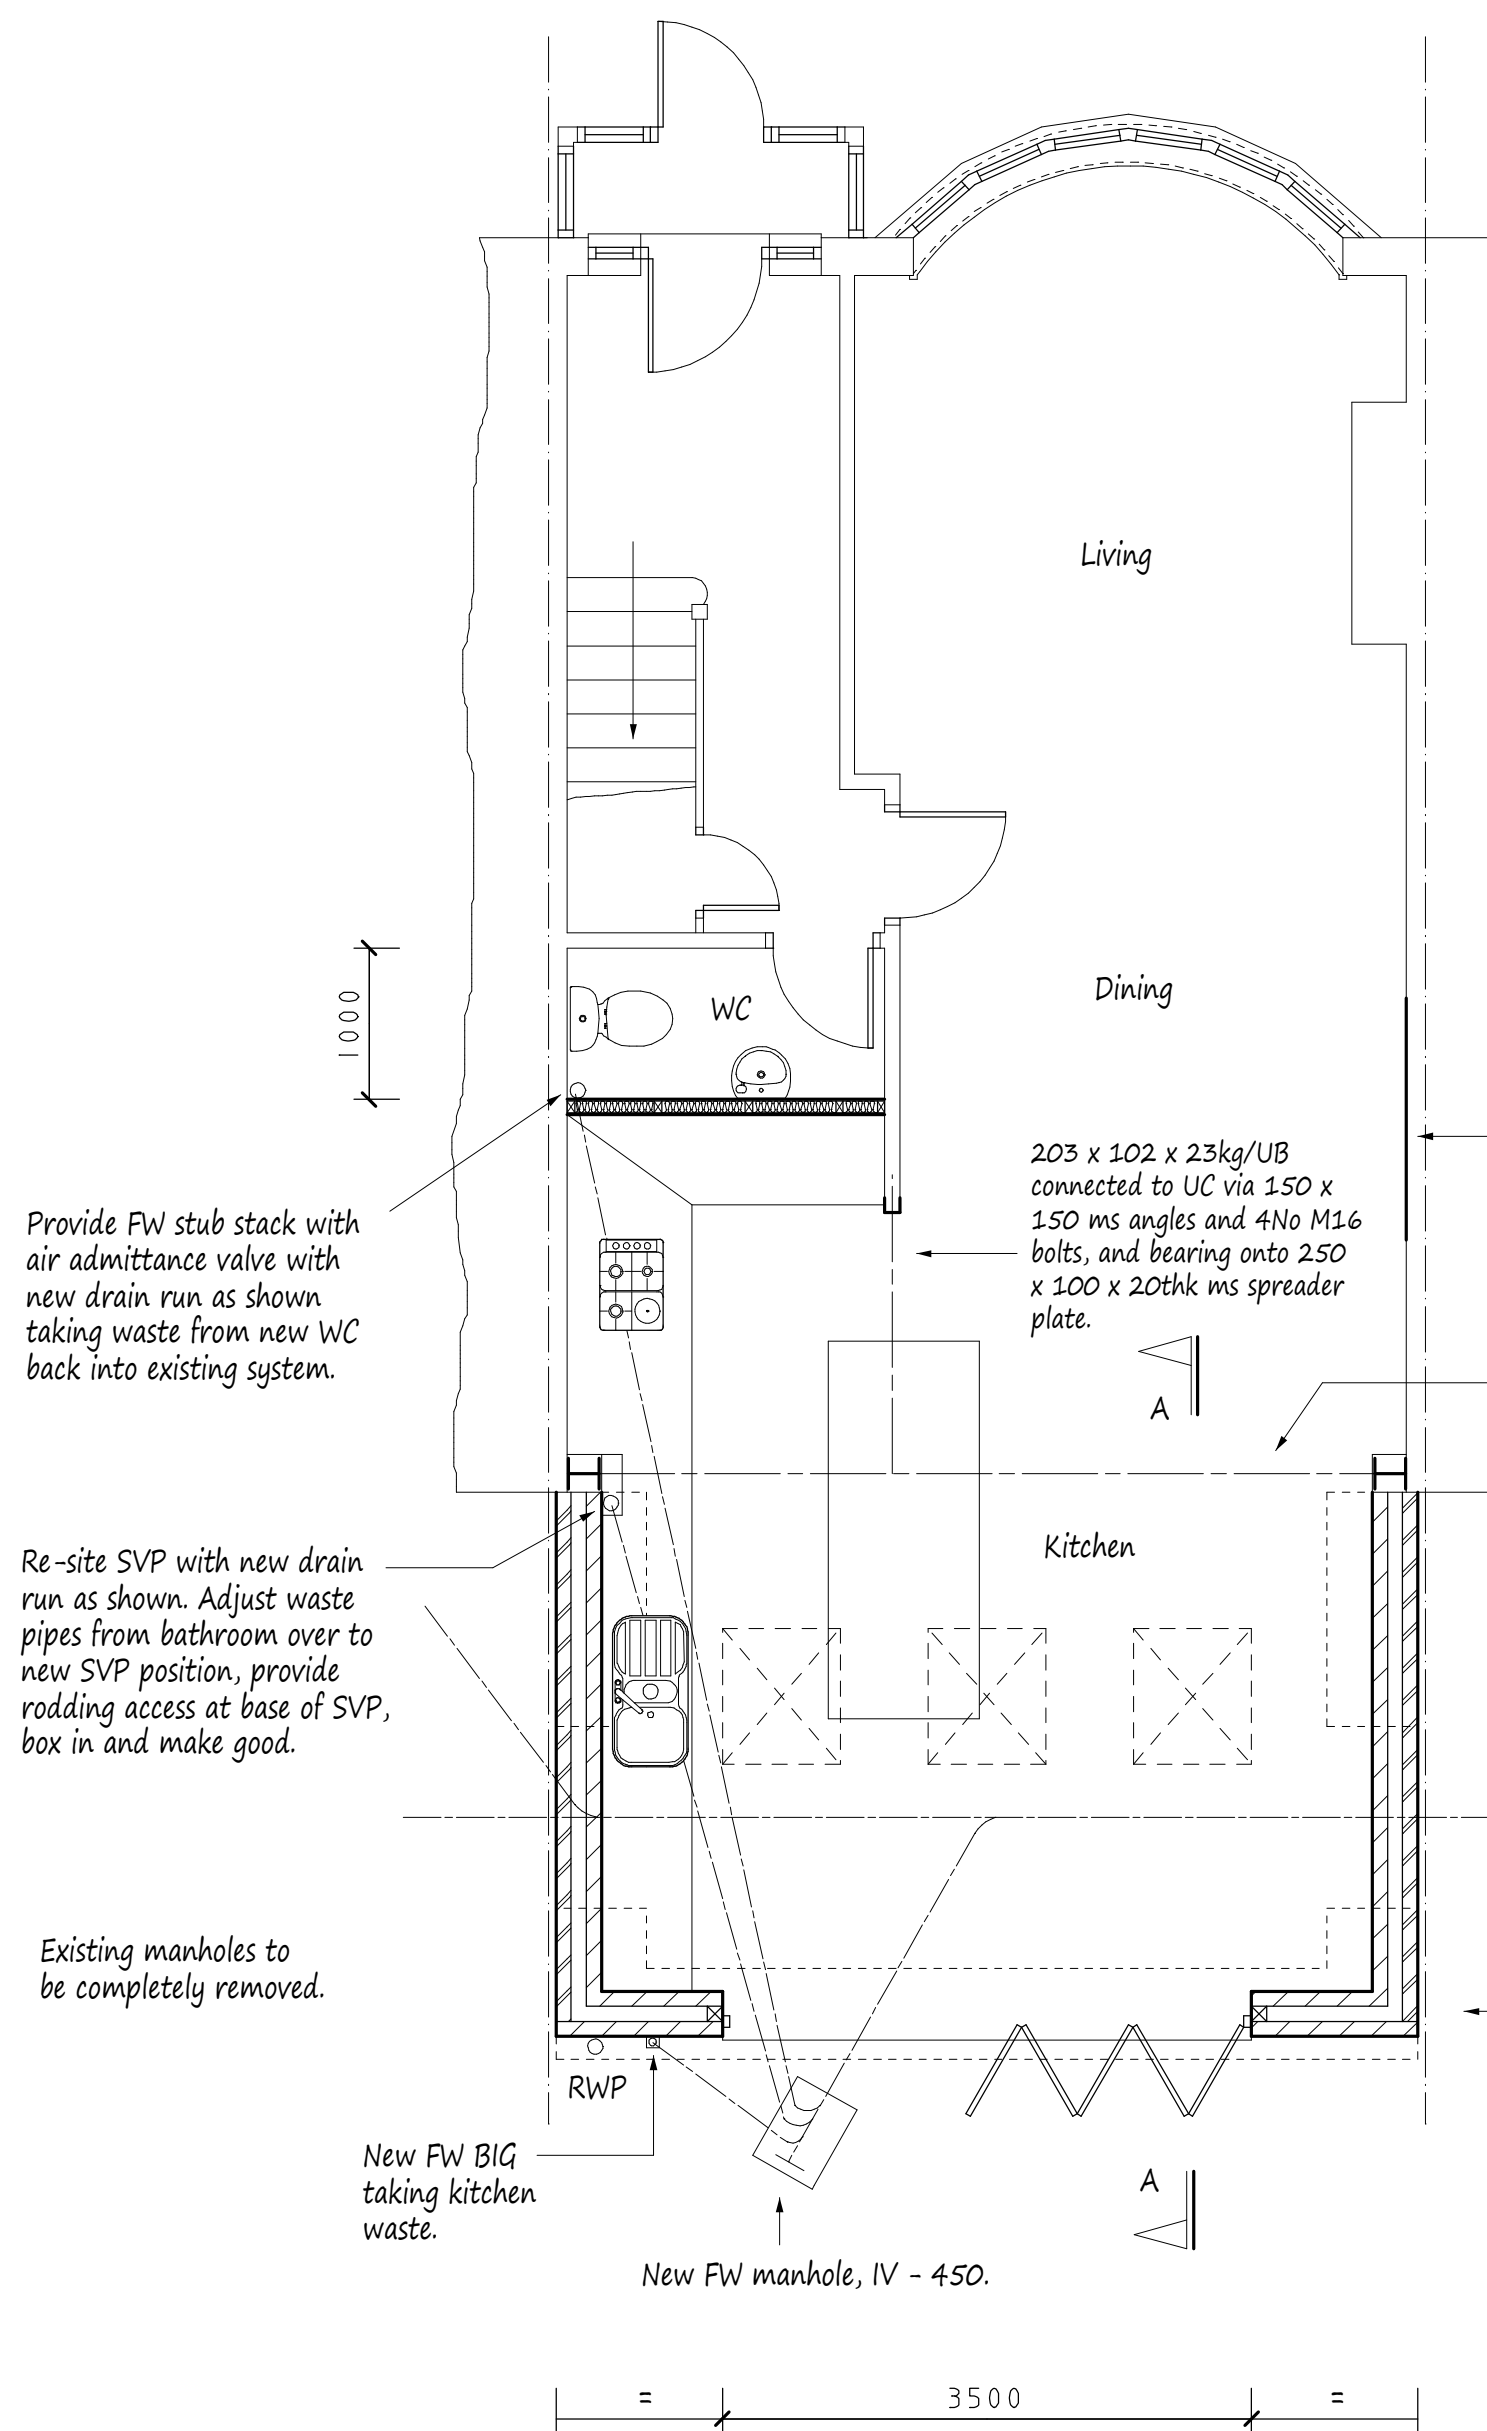 Living
Dining
WC
1000
203 x 102 x 23kg/UB
connected to UC via 150 x
150 ms angles and 4No M16
bolts, and bearing onto 250
x 100 x 20thk ms spreader
plate.
Provide FW stub stack with
air admittance valve with
new drain run as shown
taking waste from new WC
back into existing system.
A
Kitchen
Re-site SVP with new drain
run as shown. Adjust waste
pipes from bathroom over to
new SVP position, provide
rodding access at base of SVP,
box in and make good.
Existing manholes to
be completely removed.
RWP
New FW BIG
taking kitchen
waste.
A
New FW manhole, IV - 450.
= 3500 =